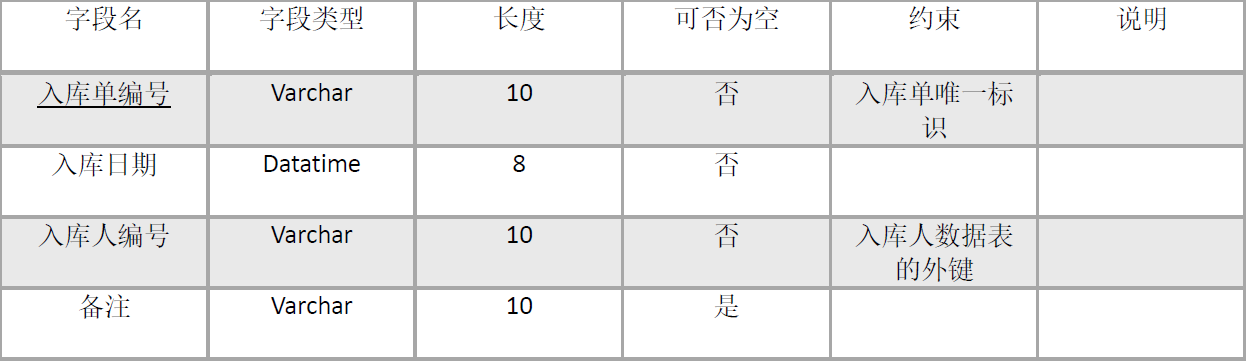 字段名 字段类型 长度 可否为空 约束 说明
入库单编号 Varchar 10 否 入库单唯一标
识
入库日期 Datatime 8 否
入库人编号 Varchar 10 否 入库人数据表
的外键
备注 Varchar 10 是